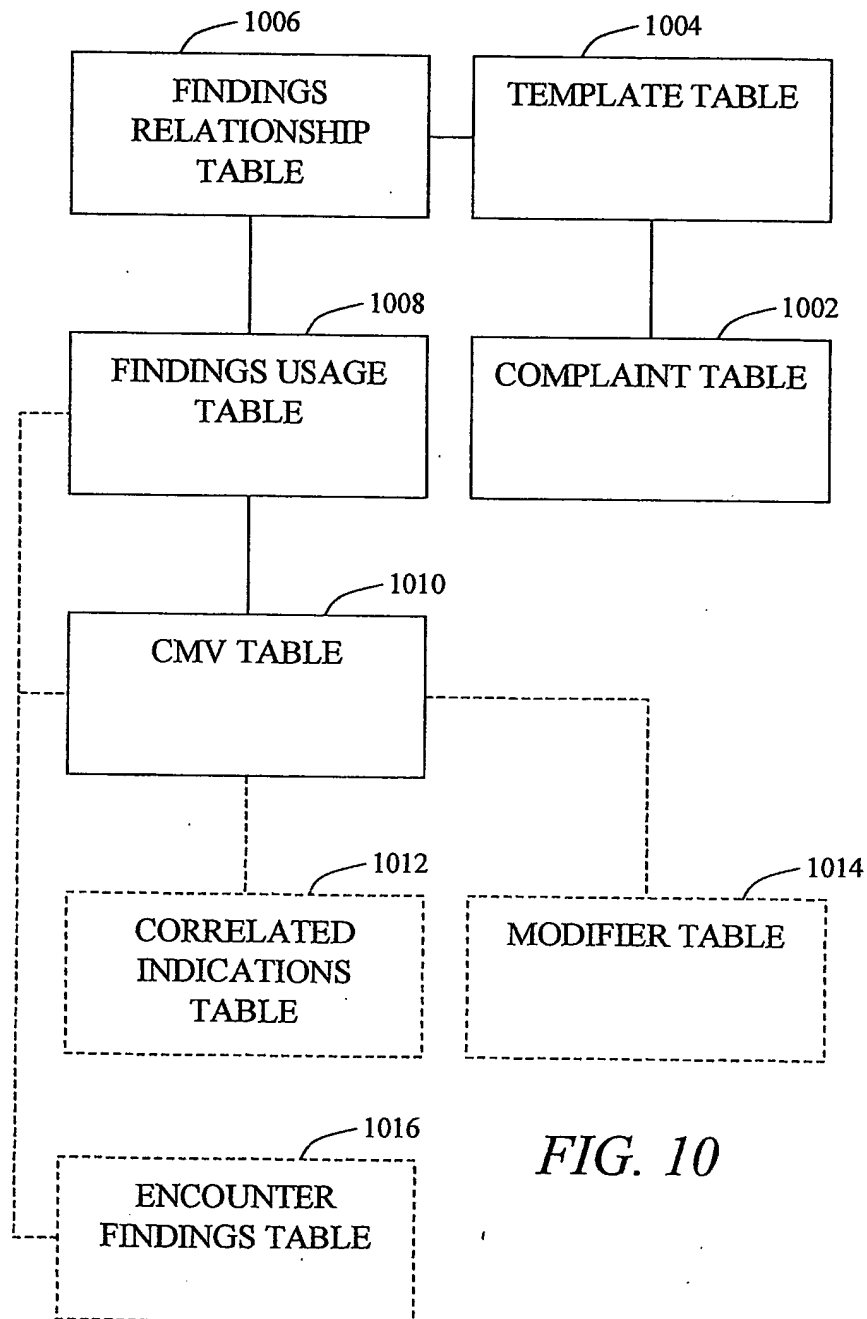 1006
FINDINGS
RELATIONSHIP
TABLE
1004
TEMPLATE TABLE
1008
FINDINGS USAGE
TABLE
1002
COMPLAINT TABLE
1010
CMV TABLE
1012
CORRELATED
INDICATIONS
TABLE
1014
MODIFIER TABLE
1016
ENCOUNTER
FINDINGS TABLE
FIG. 10